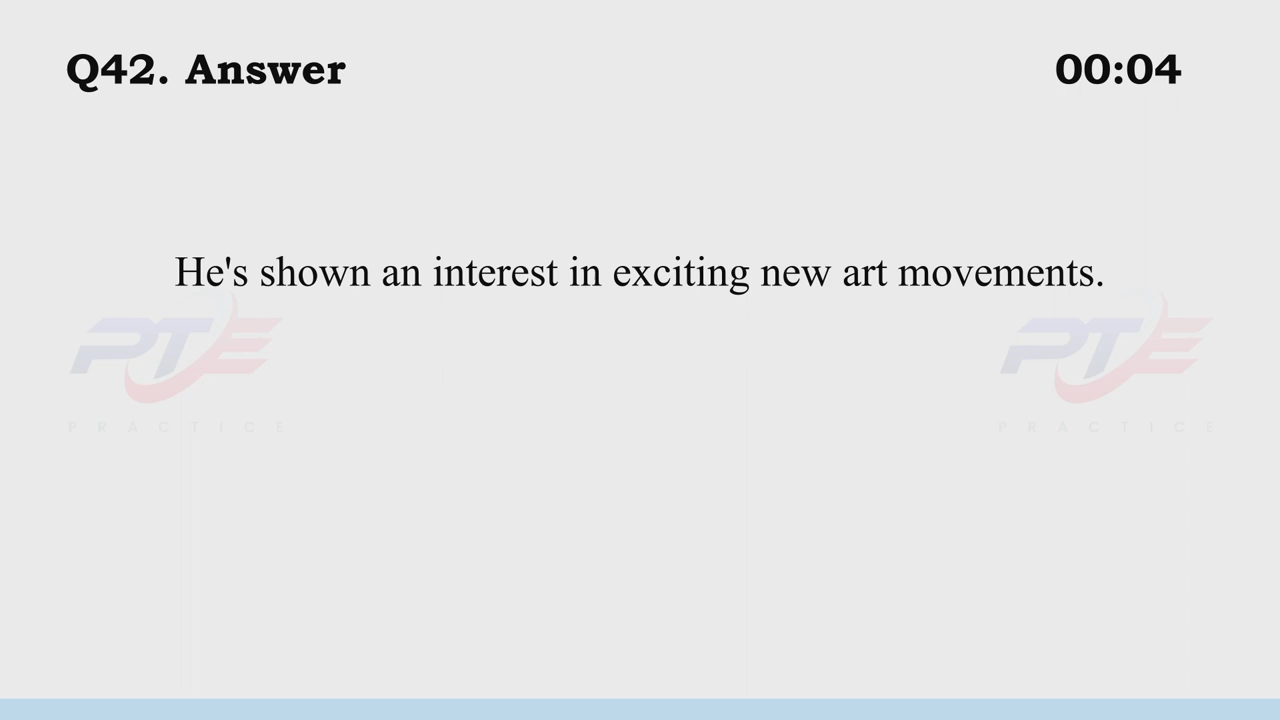 Q42. Answer
00:04
He's shown an interest in exciting new art movements.
PTE
PRACTICE
PTE
PRACTICE